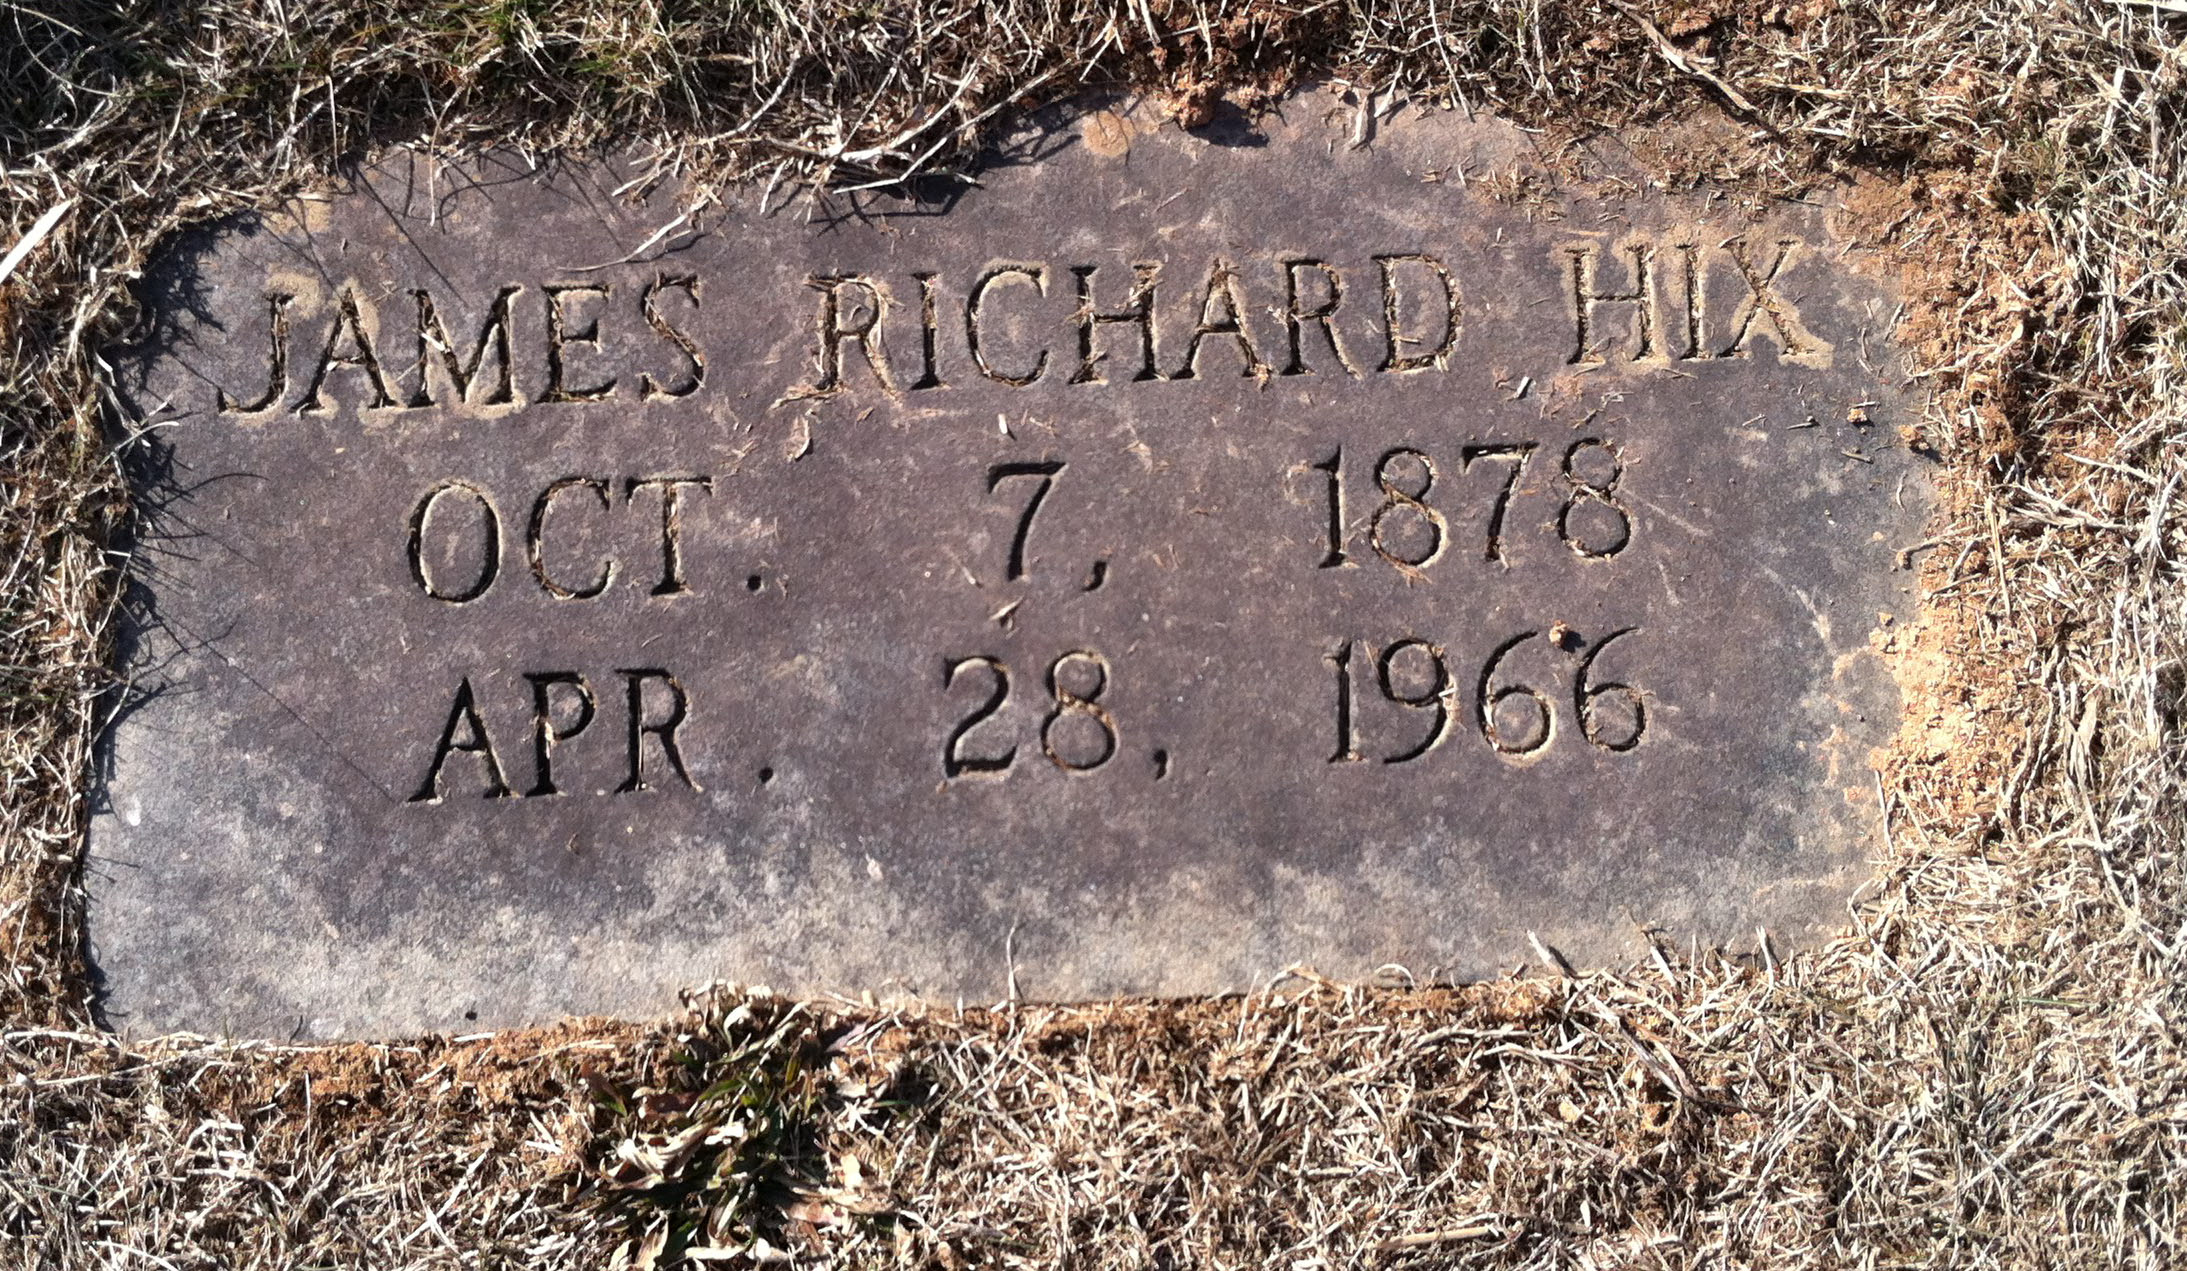 JAMES RICHARD HIX
OCT. 7, 1878
APR. 28, 1966